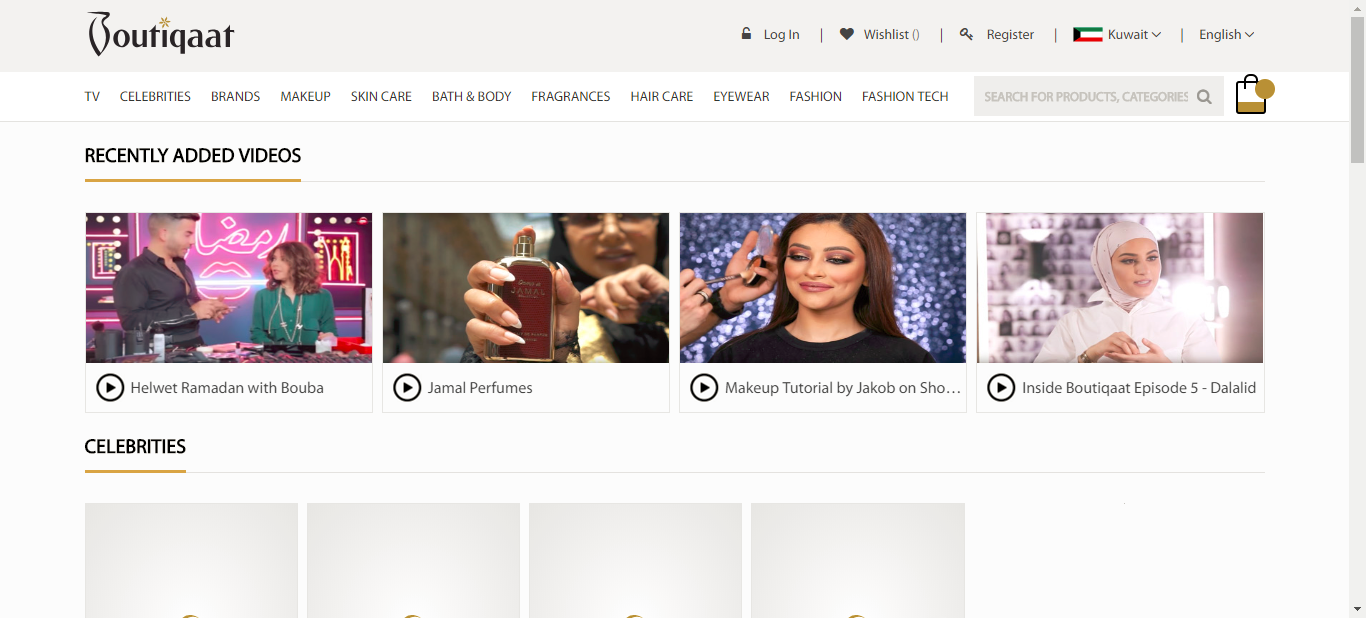 Boutiqaat
Log In | Wishlist () | Register | Kuwait | English
TV CELEBRITIES BRANDS MAKEUP SKIN CARE BATH & BODY FRAGRANCES HAIR CARE EYEWEAR FASHION FASHION TECH SEARCH FOR PRODUCTS, CATEGORIES
RECENTLY ADDED VIDEOS
رمضان
JAMAL
Helwet Ramadan with Bouba
Jamal Perfumes
Makeup Tutorial by Jakob on Sho…
Inside Boutiqaat Episode 5 - Dalalid
CELEBRITIES